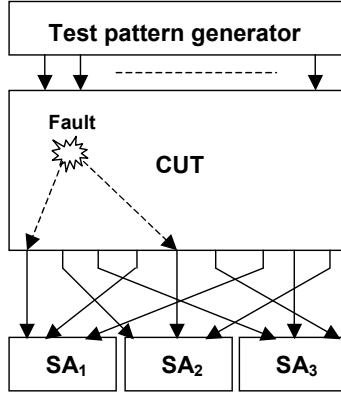 Test pattern generator
Fault
CUT
SA₁ SA₂ SA₃